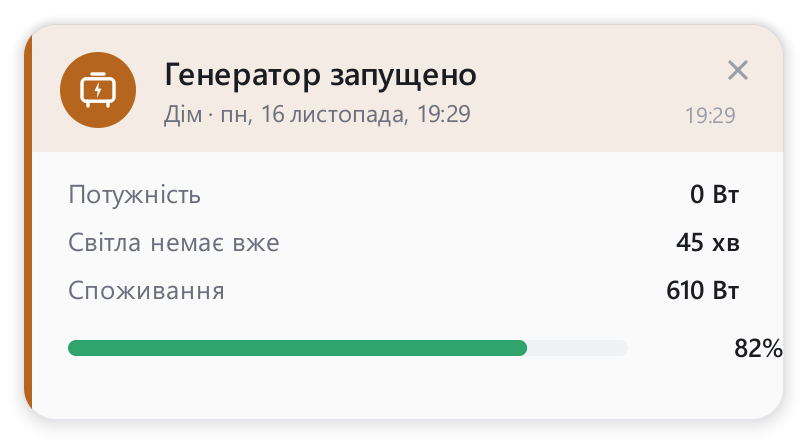 Генератор запущено
Дім · пн, 16 листопада, 19:29
19:29
Потужність 0 Вт
Світла немає вже 45 хв
Споживання 610 Вт
82%